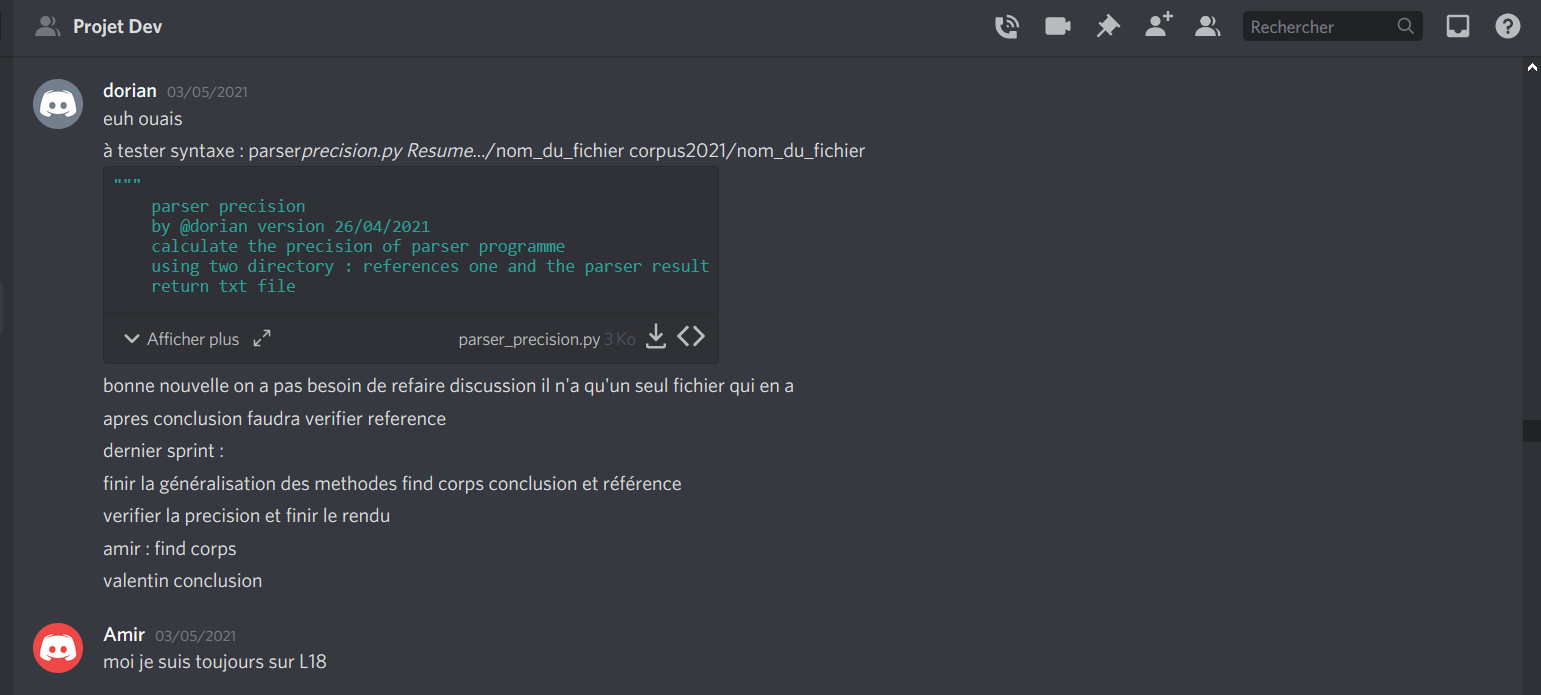 Projet Dev
Rechercher
dorian 03/05/2021
euh ouais
à tester syntaxe : parserprecision.py Resume.../nom_du_fichier corpus2021/nom_du_fichier
"""
parser precision
by @dorian version 26/04/2021
calculate the precision of parser programme
using two directory : references one and the parser result
return txt file
Afficher plus
parser_precision.py 3 Ko
bonne nouvelle on a pas besoin de refaire discussion il n'a qu'un seul fichier qui en a
apres conclusion faudra verifier reference
dernier sprint :
finir la généralisation des methodes find corps conclusion et référence
verifier la precision et finir le rendu
amir : find corps
valentin conclusion
Amir 03/05/2021
moi je suis toujours sur L18